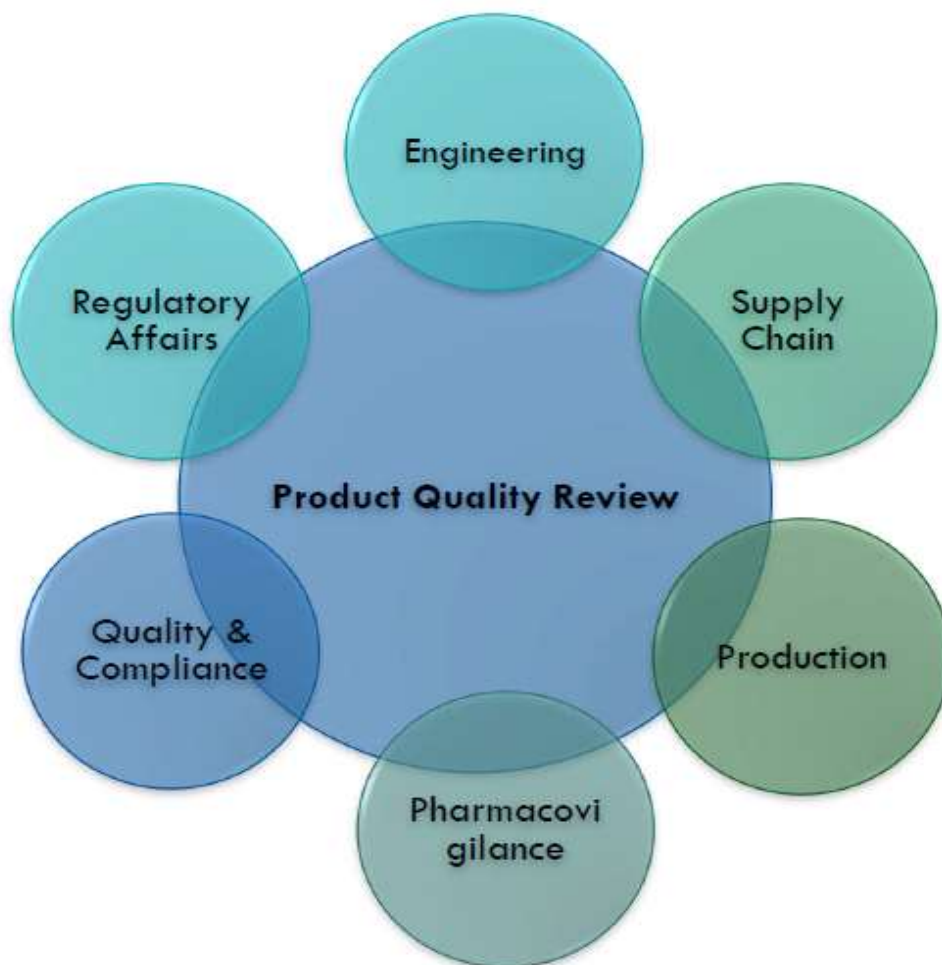 Engineering
Regulatory
Affairs
Supply
Chain
Product Quality Review
Quality &
Compliance
Production
Pharmacovi
gilance